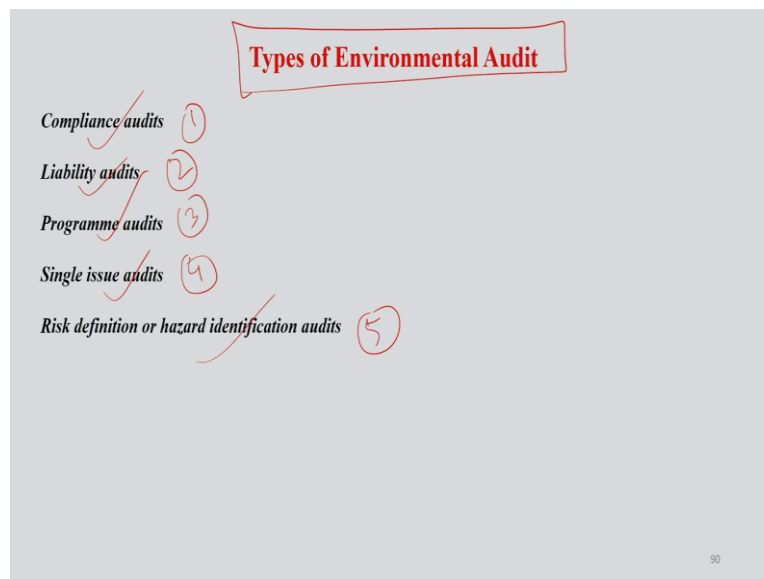 Types of Environmental Audit
Compliance audits 1
Liability audits 2
Programme audits 3
Single issue audits 4
Risk definition or hazard identification audits 5
90